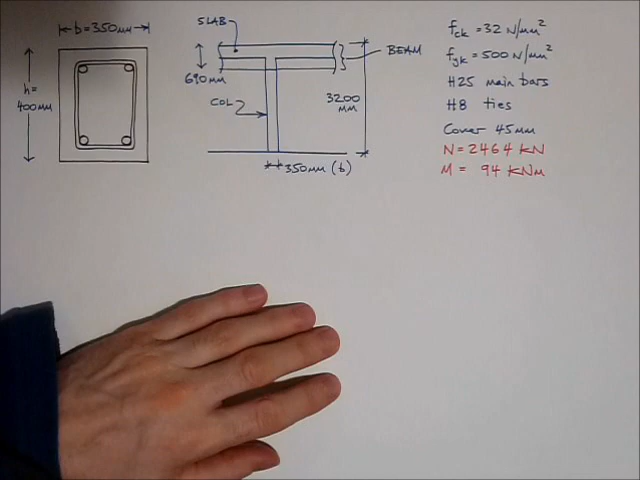 b = 350mm
h =
400mm
SLAB
690mm
COL
BEAM
3200
mm
350mm (b)
fck = 32 N/mm²
fyk = 500 N/mm²
H25 main bars
H8 ties
Cover 45mm
N = 2464 kN
M = 94 kNm